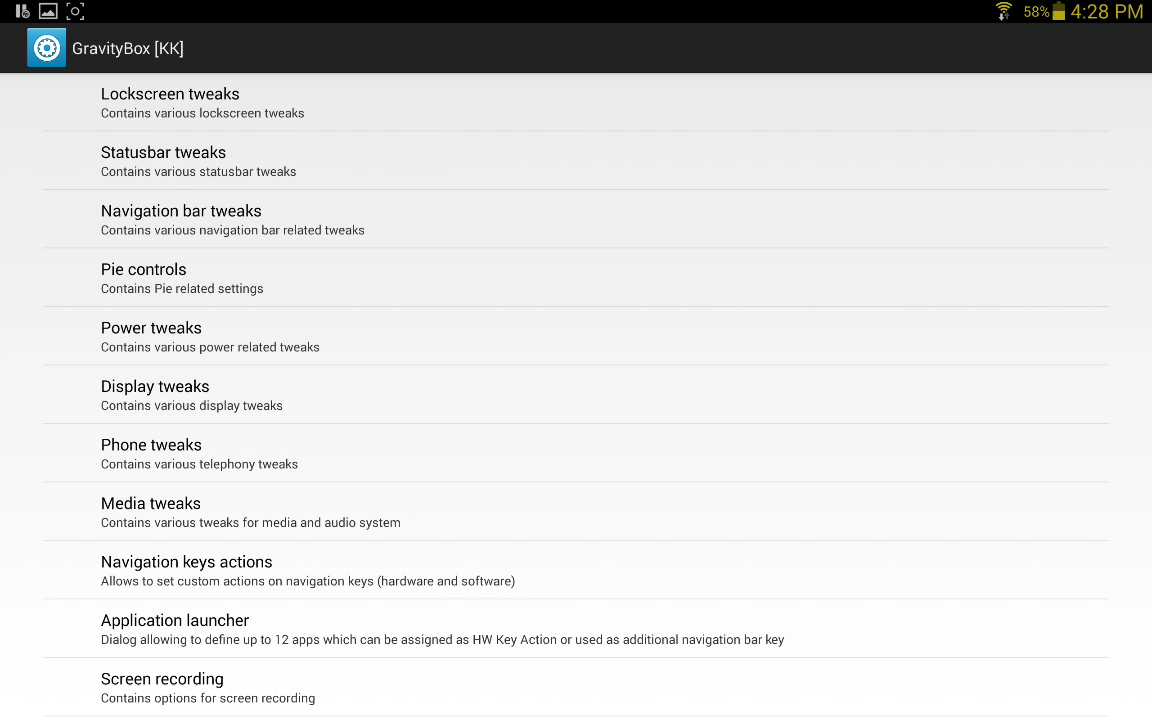 58% 4:28 PM
GravityBox [KK]
Lockscreen tweaks
Contains various lockscreen tweaks
Statusbar tweaks
Contains various statusbar tweaks
Navigation bar tweaks
Contains various navigation bar related tweaks
Pie controls
Contains Pie related settings
Power tweaks
Contains various power related tweaks
Display tweaks
Contains various display tweaks
Phone tweaks
Contains various telephony tweaks
Media tweaks
Contains various tweaks for media and audio system
Navigation keys actions
Allows to set custom actions on navigation keys (hardware and software)
Application launcher
Dialog allowing to define up to 12 apps which can be assigned as HW Key Action or used as additional navigation bar key
Screen recording
Contains options for screen recording